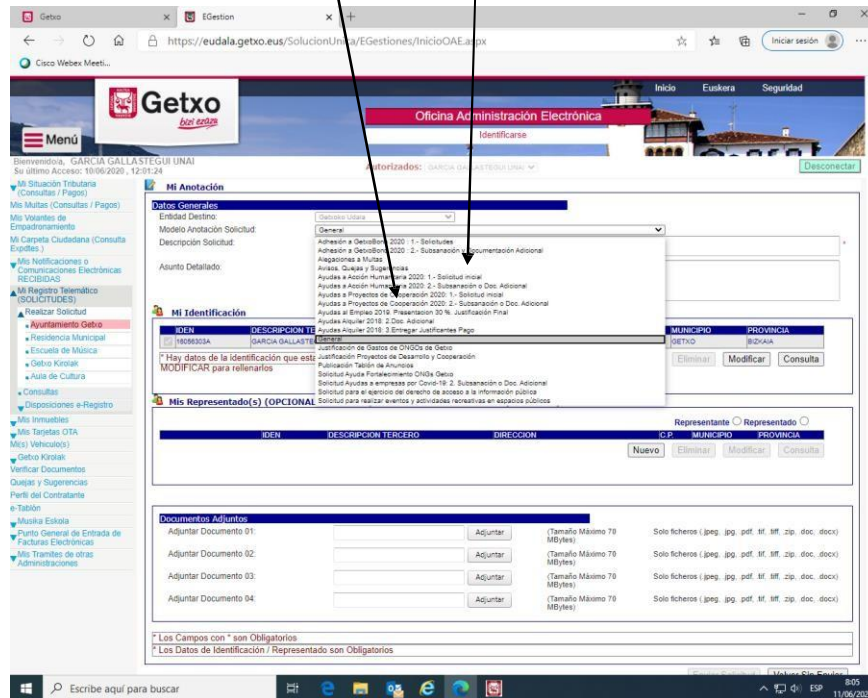 Getxo
EGestion
https://eudala.getxo.eus/SolucionUnica/EGestiones/InicioOAE.aspx
Iniciar sesión
Cisco Webex Meeti...
Inicio Euskera Seguridad
Getxo
bizi ezazu
Oficina Administración Electrónica
Identificarse
Menú
Bienvenido/a, GARCIA GALLASTEGUI UNAI
Su último Acceso: 10/06/2020 , 12:01:24
Autorizados: GARCIA GALLASTEGUI UNAI
Desconectar
Mi Situación Tributaria (Consultas / Pagos)
Mis Multas (Consultas / Pagos)
Mis Volantes de Empadronamiento
Mi Carpeta Ciudadana (Consulta Expdtes )
Mis Notificaciones o Comunicaciones Electrónicas RECIBIDAS
Mi Registro Telemático (SOLICITUDES)
Realizar Solicitud
Ayuntamiento Getxo
Residencia Municipal
Escuela de Música
Getxo Kirolak
Aula de Cultura
Consultas
Disposiciones e-Registro
Mis Inmuebles
Mis Tarjetas OTA
Mi(s) Vehiculo(s)
Getxo Kirolak
Verificar Documentos
Quejas y Sugerencias
Perfil del Contratante
e-Tablón
Musika Eskola
Punto General de Entrada de Facturas Electrónicas
Mis Tramites de otras Administraciones
Mi Anotación
Datos Generales
Entidad Destino: Getxoko Udala
Modelo Anotación Solicitud: General
Descripción Solicitud: *
Asunto Detallado:
Adhesión a GetxoBono 2020 : 1.- Solicitudes
Adhesión a GetxoBono 2020 : 2.- Subsanación y Documentación Adicional
Alegaciones a Multas
Avisos, Quejas y Sugerencias
Ayudas a Acción Humanitaria 2020: 1.- Solicitud inicial
Ayudas a Acción Humanitaria 2020: 2.- Subsanación o Doc. Adicional
Ayudas a Proyectos de Cooperación 2020: 1.- Solicitud inicial
Ayudas a Proyectos de Cooperación 2020: 2.- Subsanación o Doc. Adicional
Ayudas al Empleo 2019. Presentacion 30 %. Justificación Final
Ayudas Alquiler 2018: 2.Doc. Adicional
Ayudas Alquiler 2018: 3.Entregar Justificantes Pago
General
Justificación de Gastos de ONGDs de Getxo
Justificación Proyectos de Desarrollo y Cooperación
Publicación Tablón de Anuncios
Solicitud Ayuda Fortalecimiento ONGs Getxo
Solicitud Ayudas a empresas por Covid-19: 2. Subsanación o Doc. Adicional
Solicitud para el ejercicio del derecho de acceso a la información pública
Solicitud para realizar eventos y actividades recreativas en espacios públicos
Mi Identificación
IDEN DESCRIPCION TE MUNICIPIO PROVINCIA
16056303A GARCIA GALLASTE GETXO BIZKAIA
* Hay datos de la identificación que esta
MODIFICAR para rellenarlos
Eliminar Modificar Consulta
Mis Representado(s) (OPCIONAL
Representante Representado
IDEN DESCRIPCION TERCERO DIRECCION C.P. MUNICIPIO PROVINCIA
Nuevo Eliminar Modificar Consulta
Documentos Adjuntos
Adjuntar Documento 01: Adjuntar (Tamaño Máximo 70 MBytes) Solo ficheros (.jpeg, .jpg, .pdf, .tif, .tiff, .zip, .doc, .docx)
Adjuntar Documento 02: Adjuntar (Tamaño Máximo 70 MBytes) Solo ficheros (.jpeg, .jpg, .pdf, .tif, .tiff, .zip, .doc, .docx)
Adjuntar Documento 03: Adjuntar (Tamaño Máximo 70 MBytes) Solo ficheros (.jpeg, .jpg, .pdf, .tif, .tiff, .zip, .doc, .docx)
Adjuntar Documento 04: Adjuntar (Tamaño Máximo 70 MBytes) Solo ficheros (.jpeg, .jpg, .pdf, .tif, .tiff, .zip, .doc, .docx)
* Los Campos con * son Obligatorios
* Los Datos de Identificación / Representado son Obligatorios
Enviar Solicitud Volver Sin Enviar
Escribe aquí para buscar
ESP
8:05
11/06/202